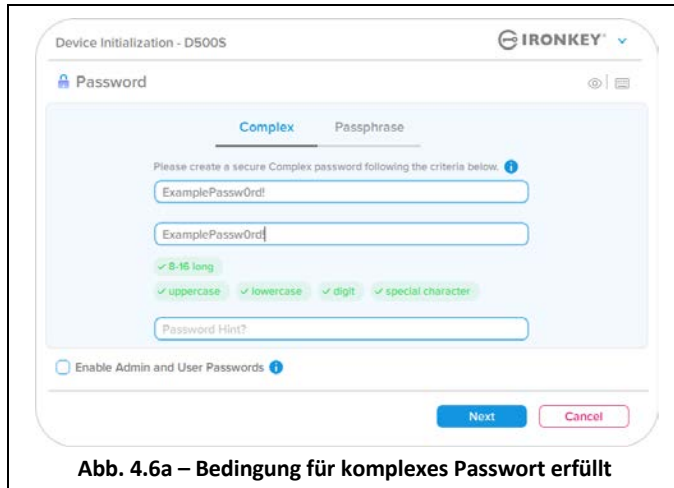 Device Initialization - D500S
IRONKEY
Password
Complex Passphrase
Please create a secure Complex password following the criteria below.
ExamplePassw0rd!
ExamplePassw0rd!
✓ 8-16 long
✓ uppercase ✓ lowercase ✓ digit ✓ special character
Password Hint?
Enable Admin and User Passwords
Next Cancel
Abb. 4.6a – Bedingung für komplexes Passwort erfüllt